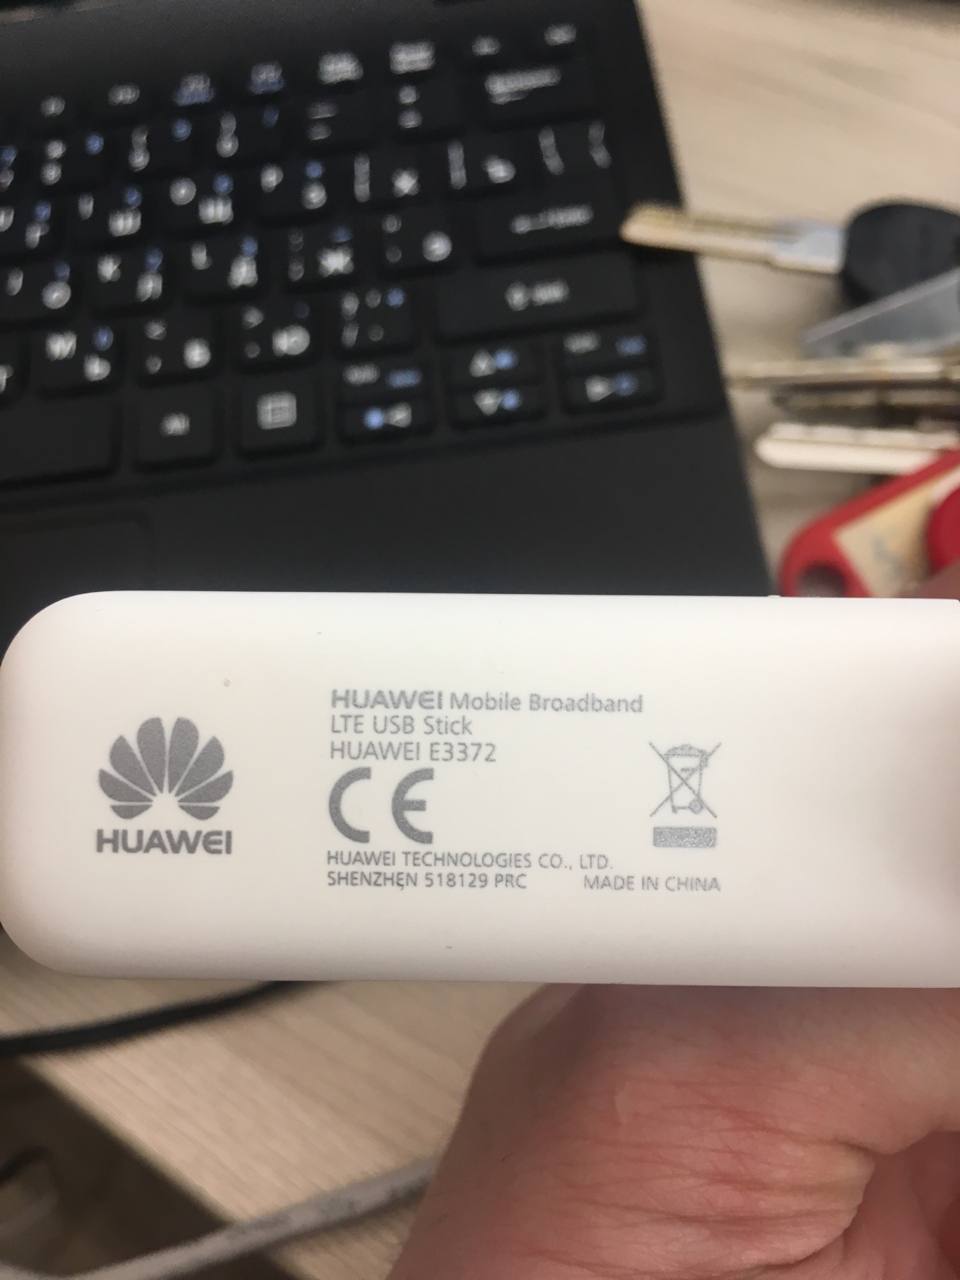 HUAWEI
HUAWEI Mobile Broadband
LTE USB Stick
HUAWEI E3372
CE
HUAWEI TECHNOLOGIES CO., LTD.
SHENZHEN 518129 PRC MADE IN CHINA